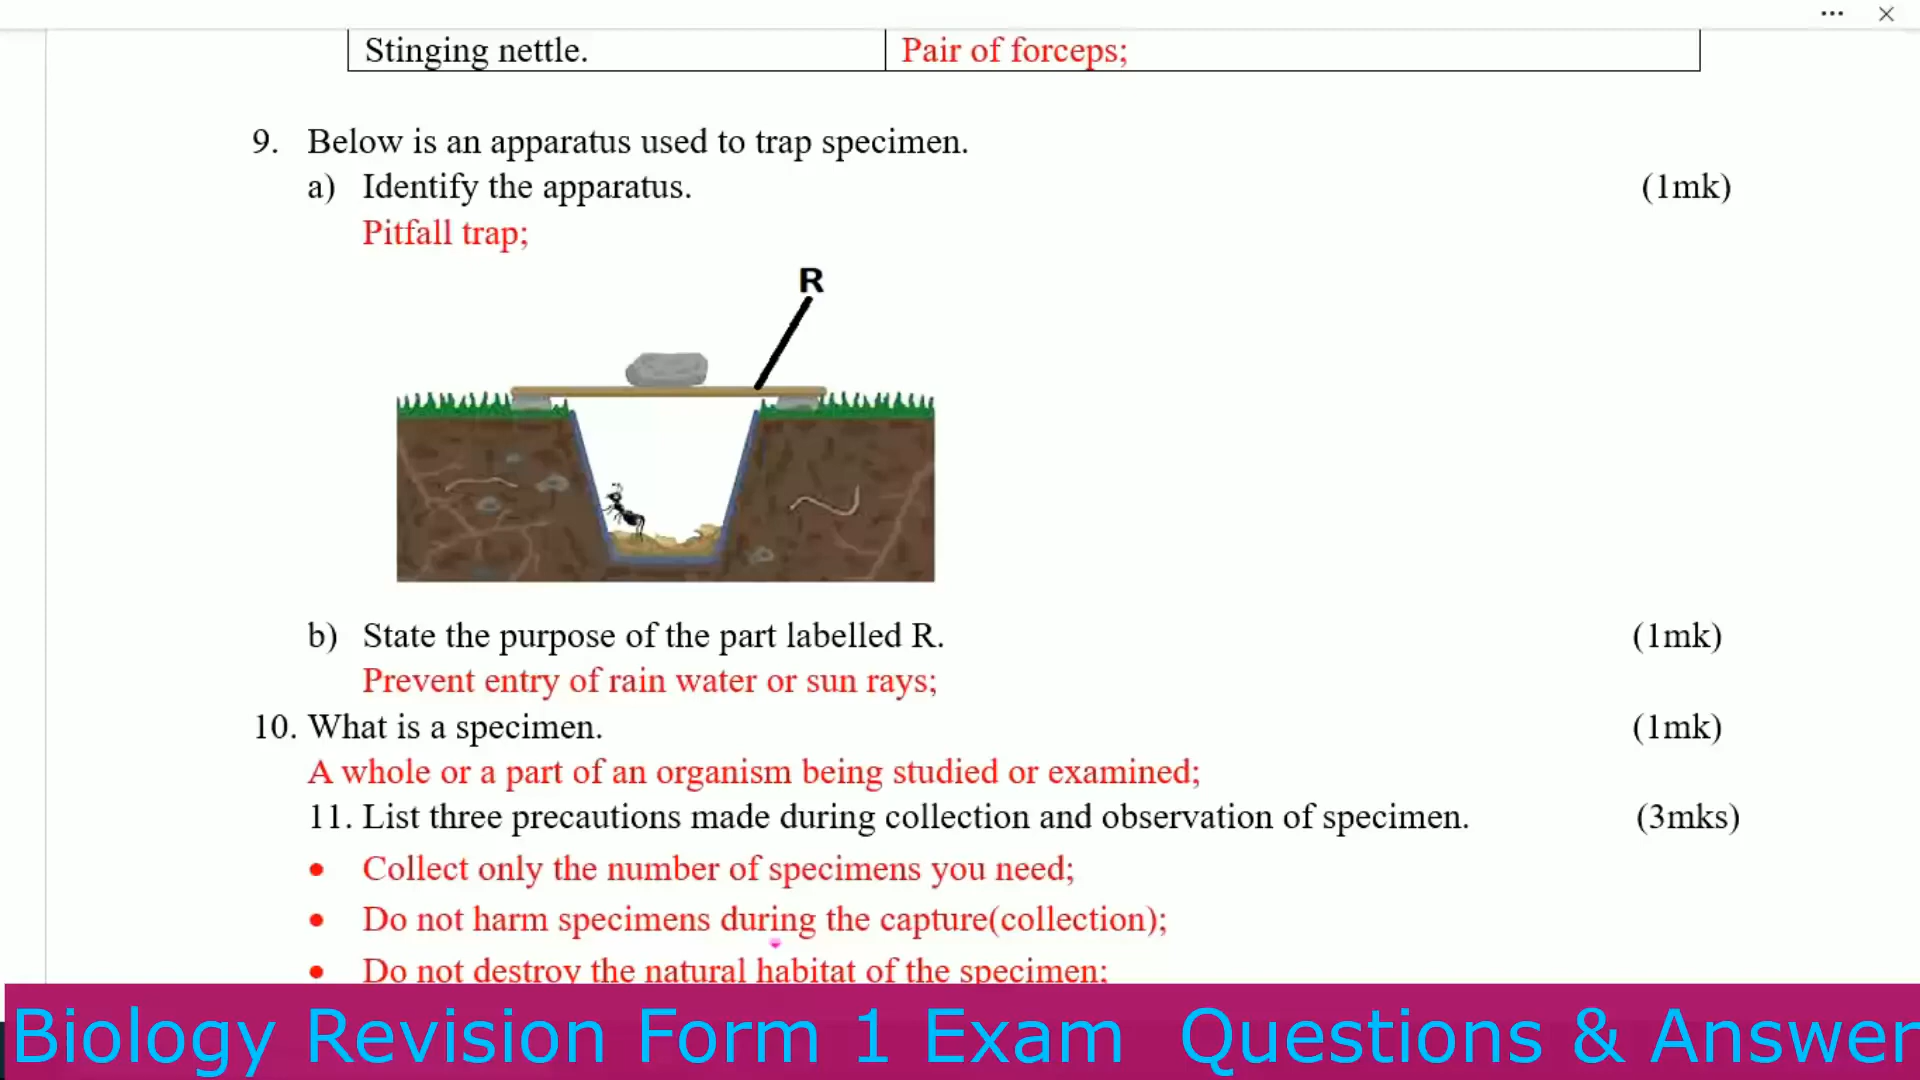 Stinging nettle. Pair of forceps;
9. Below is an apparatus used to trap specimen.
a) Identify the apparatus. (1mk)
Pitfall trap;
R
b) State the purpose of the part labelled R. (1mk)
Prevent entry of rain water or sun rays;
10. What is a specimen. (1mk)
A whole or a part of an organism being studied or examined;
11. List three precautions made during collection and observation of specimen. (3mks)
• Collect only the number of specimens you need;
• Do not harm specimens during the capture(collection);
• Do not destroy the natural habitat of the specimen;
Biology Revision Form 1 Exam Questions & Answer